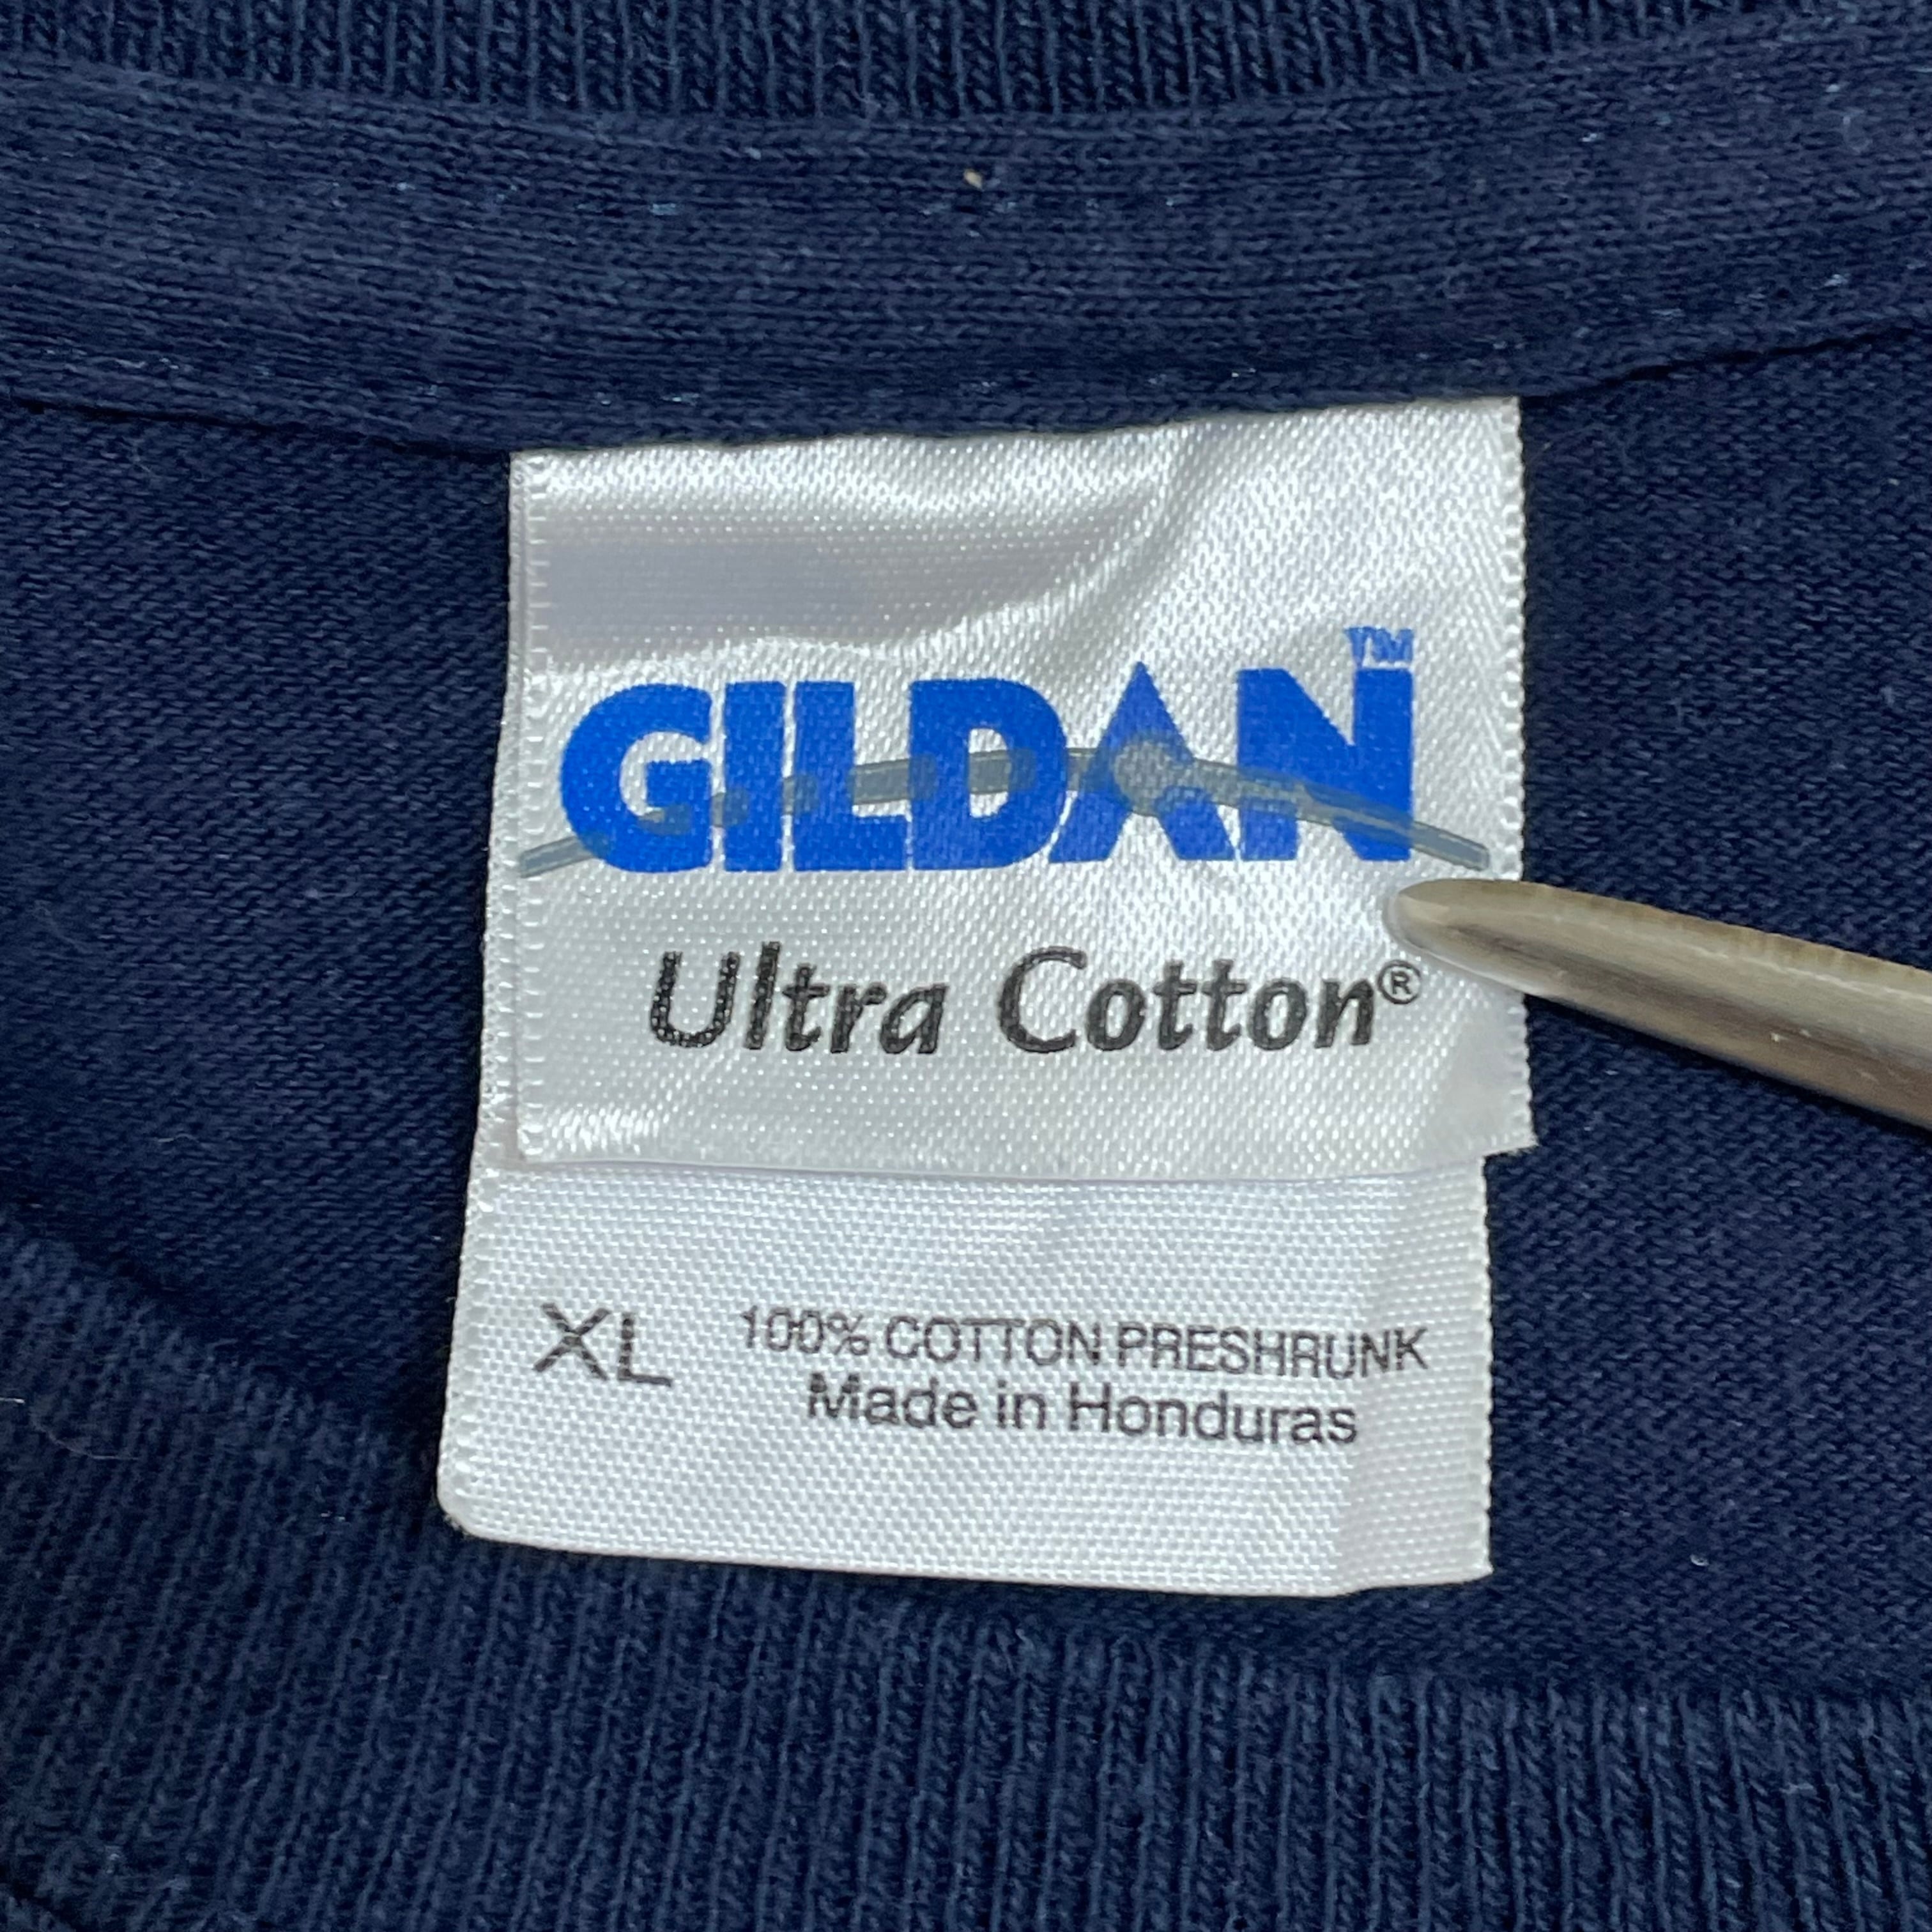 GILDAN™
Ultra Cotton®
XL 100% COTTON PRESHRUNK
Made in Honduras